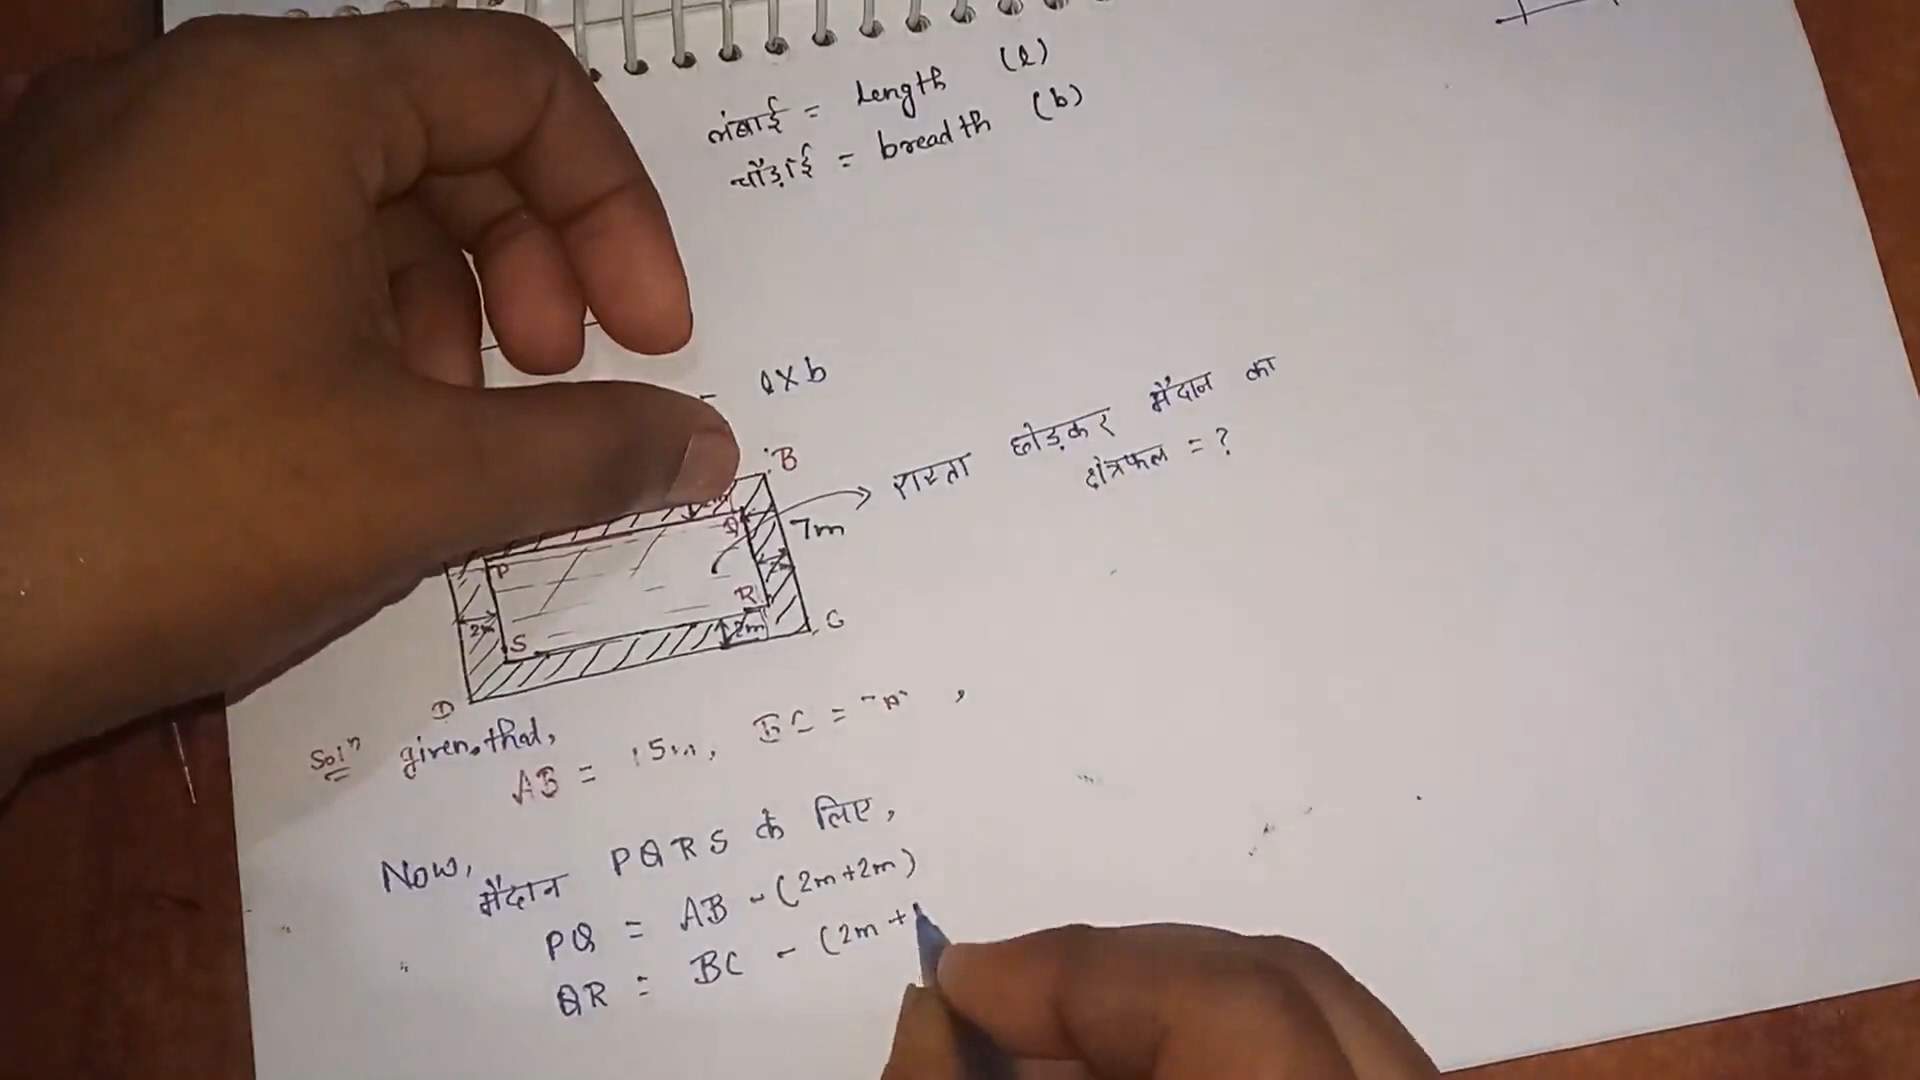 लंबाई = Length (l)
चौड़ाई = breadth (b)
l × b
B
रास्ता छोड़कर मैदान का
क्षेत्रफल = ?
7m
P
Q
2m
R
S
2m
C
D
Solⁿ given that,
AB = 15m, BC =
Now,
मैदान PQRS के लिए,
PQ = AB - (2m+2m)
QR = BC - (2m +